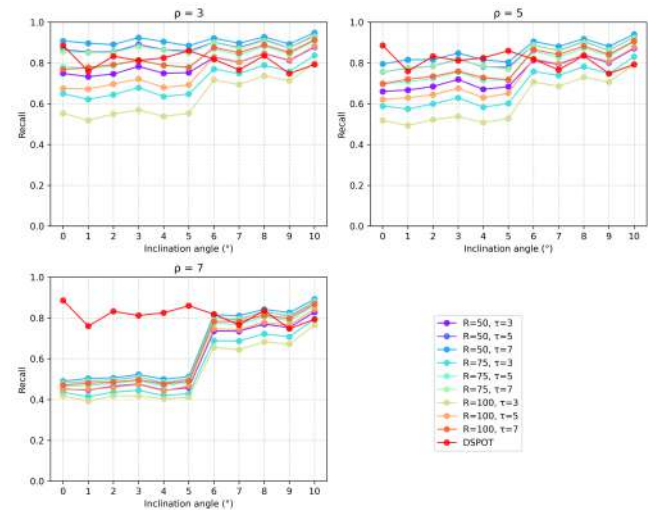 ρ = 3
Recall
1.0
0.8
0.6
0.4
0.2
0.0
0 1 2 3 4 5 6 7 8 9 10
Inclination angle (°)
ρ = 5
Recall
1.0
0.8
0.6
0.4
0.2
0.0
0 1 2 3 4 5 6 7 8 9 10
Inclination angle (°)
ρ = 7
Recall
1.0
0.8
0.6
0.4
0.2
0.0
0 1 2 3 4 5 6 7 8 9 10
Inclination angle (°)
R=50, τ=3
R=50, τ=5
R=50, τ=7
R=75, τ=3
R=75, τ=5
R=75, τ=7
R=100, τ=3
R=100, τ=5
R=100, τ=7
DSPOT